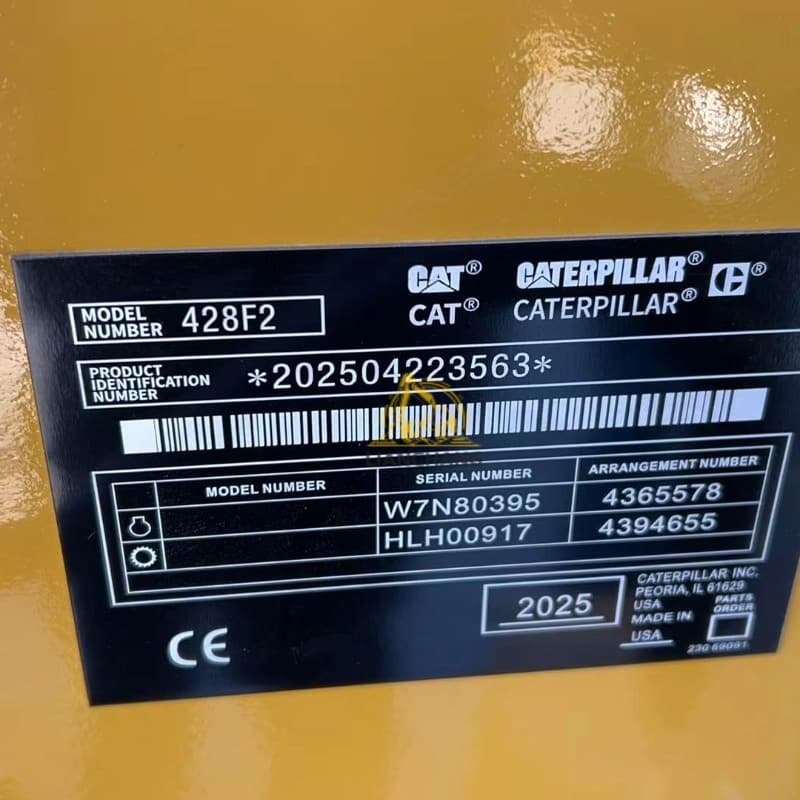 CAT® CATERPILLAR®
CAT® CATERPILLAR®
MODEL NUMBER 428F2
PRODUCT IDENTIFICATION NUMBER *202504223563*
MODEL NUMBER SERIAL NUMBER ARRANGEMENT NUMBER
W7N80395 4365578
HLH00917 4394655
CE
2025
CATERPILLAR INC.
PEORIA, IL 61629
USA
MADE IN
USA
PARTS
ORDER